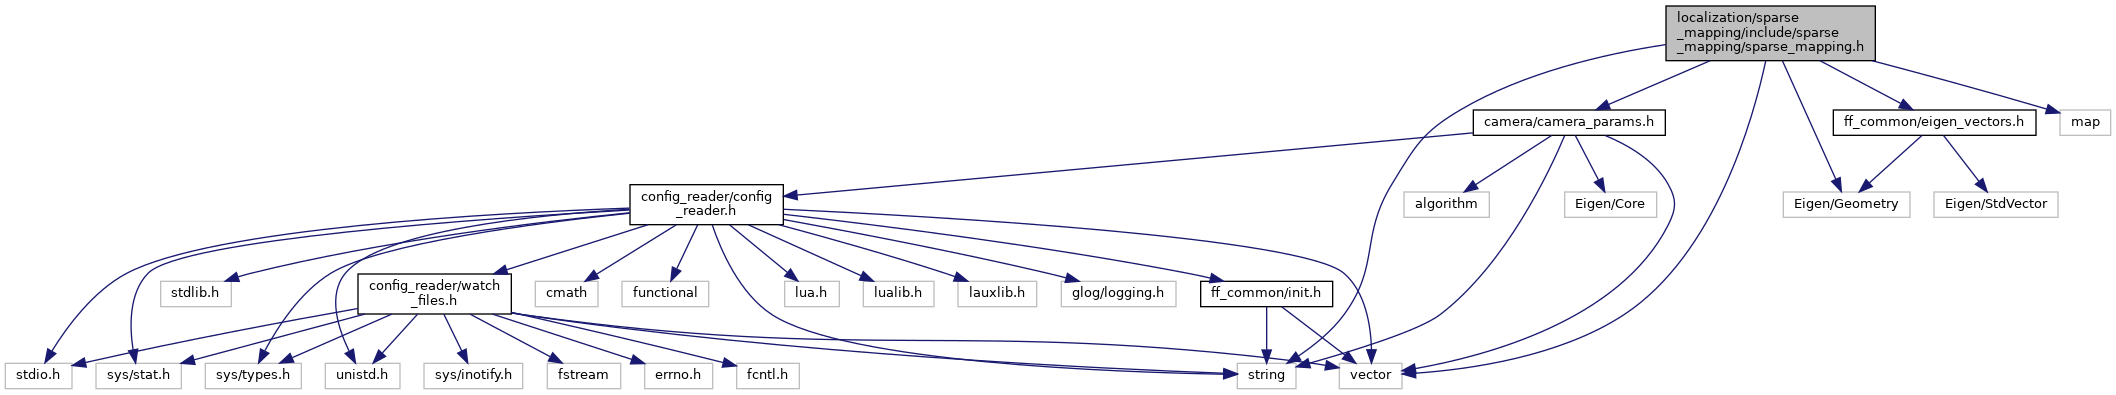 localization/sparse
_mapping/include/sparse
_mapping/sparse_mapping.h
camera/camera_params.h
ff_common/eigen_vectors.h
map
config_reader/config
_reader.h
algorithm
Eigen/Core
Eigen/Geometry
Eigen/StdVector
stdlib.h
config_reader/watch
_files.h
cmath
functional
lua.h
lualib.h
lauxlib.h
glog/logging.h
ff_common/init.h
stdio.h
sys/stat.h
sys/types.h
unistd.h
sys/inotify.h
fstream
errno.h
fcntl.h
string
vector